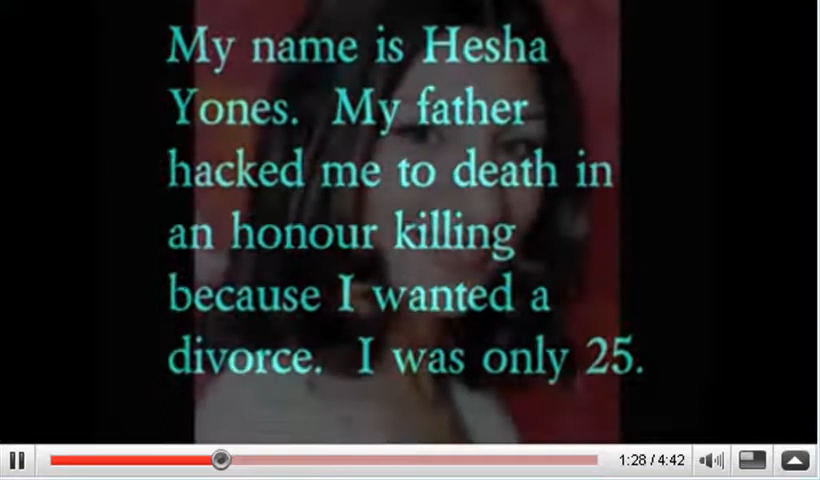 My name is Hesha
Yones. My father
hacked me to death in
an honour killing
because I wanted a
divorce. I was only 25.
1:28 / 4:42